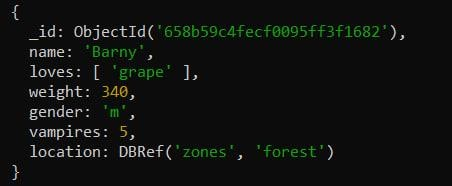 {
  _id: ObjectId('658b59c4fecf0095ff3f1682'),
  name: 'Barny',
  loves: [ 'grape' ],
  weight: 340,
  gender: 'm',
  vampires: 5,
  location: DBRef('zones', 'forest')
}